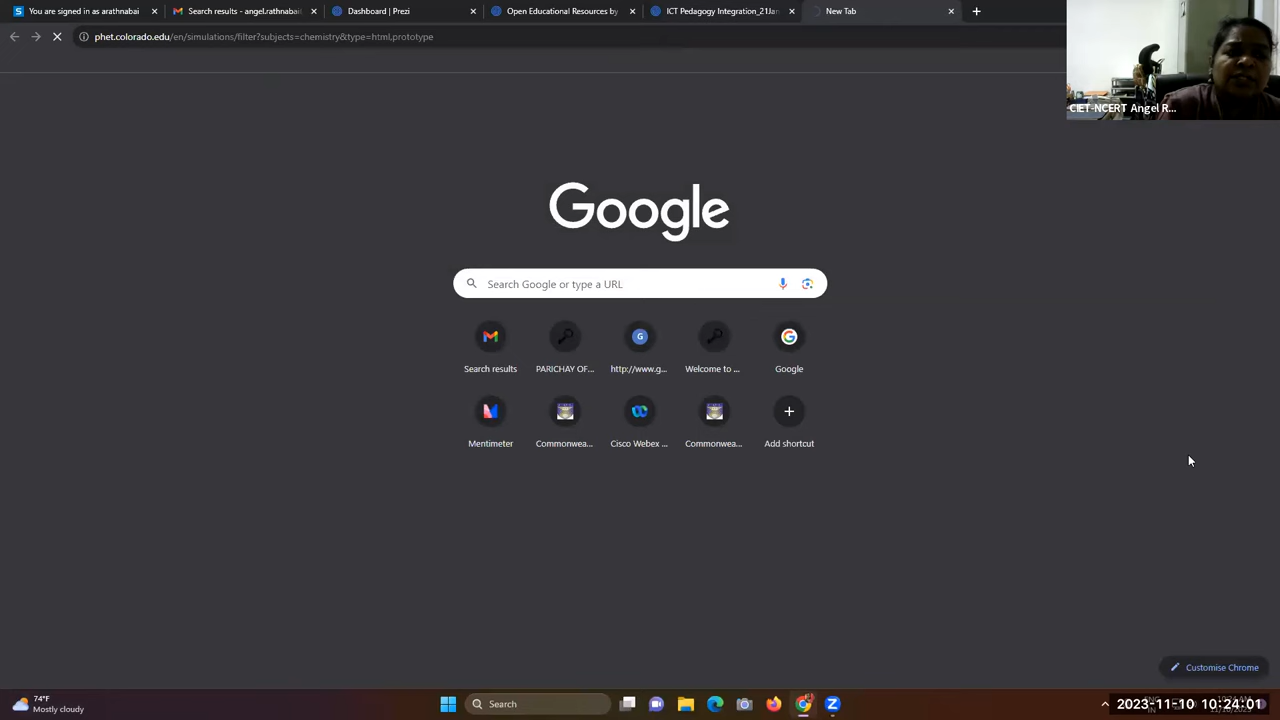 You are signed in as arathnabai
Search results - angel.rathnabait
Dashboard | Prezi
Open Educational Resources by
ICT Pedagogy Integration_21Jan
New Tab
phet.colorado.edu/en/simulations/filter?subjects=chemistry&type=html,prototype
CIET-NCERT Angel R...
Google
Search Google or type a URL
Search results
PARICHAY OF...
G
http://www.g...
Welcome to ...
Google
Mentimeter
Commonwea...
Cisco Webex ...
Commonwea...
Add shortcut
Customise Chrome
74°F
Mostly cloudy
Search
2023-11-10 10:24:01